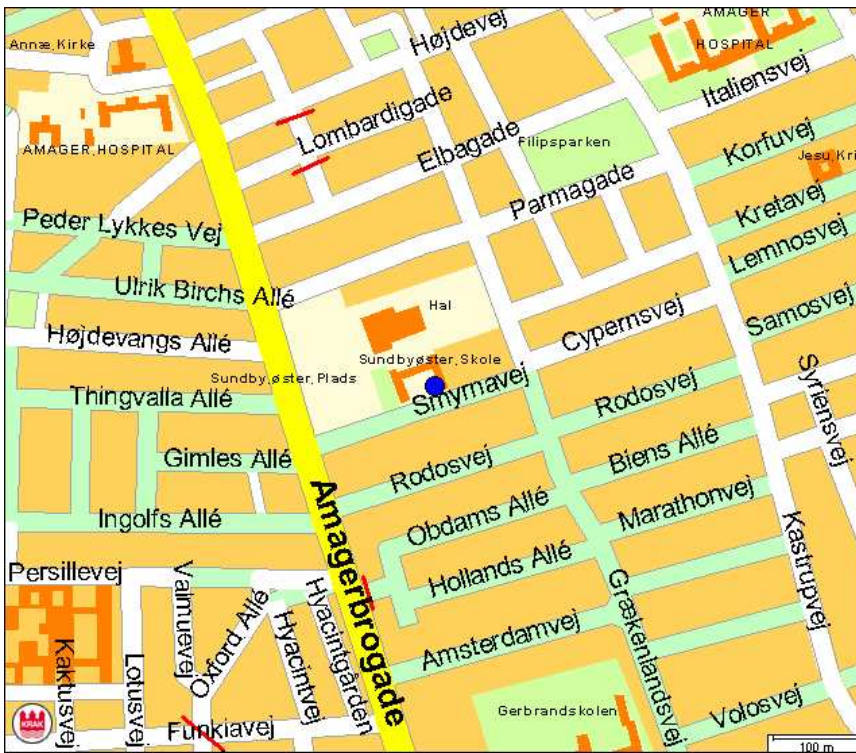 Annæ,Kirke
Højdevej
AMAGER
HOSPITAL
Italiensvej
Lombardigade
AMAGER,HOSPITAL
Elbagade
Filipsparken
Korfuvej
Jesu,Kri
Parmagade
Kretavej
Peder Lykkes Vej
Lemnosvej
Ulrik Birchs Allé
Hal
Samosvej
Cypernsvej
Højdevangs Allé
Sundbyøster,Skole
Sundby,øster,Plads
Smyrnavej
Syriensvej
Thingvalla Allé
Rodosvej
Gimles Allé
Rodosvej
Biens Allé
Ingolfs Allé
Amagerbrogade
Obdams Allé
Marathonvej
Kastrupvej
Persillevej
Valmuevej
Hollands Allé
Oxford Allé
Hyacintvej
Hyacintgården
Grækenlandsvej
Amsterdamvej
Kaktusvej
Lotusvej
Gerbrandskolen
Volosvej
KRAK
Funkiavej
100 m